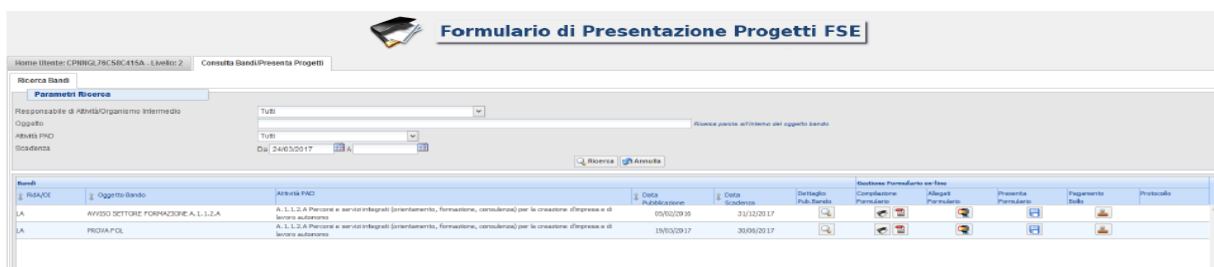 Formulario di Presentazione Progetti FSE
Home Utente: - Livello: 2 Consulta Bandi/Presenta Progetti
Ricerca Bandi
Parametri Ricerca
Responsabile di Attività/Organismo Intermedio Tutti
Oggetto Ricerca parola all'interno del oggetto bando
Attività PAD Tutti
Scadenza Da 24/03/2017 A
Ricerca Annulla
Bandi Gestione Formulario on-line
RdA/OI Oggetto Bando Attività PAD Data Pubblicazione Data Scadenza Dettaglio Pub.Bando Compilazione Formulario Allegati Formulario Presenta Formulario Pagamento Bollo Protocollo
LA AVVISO SETTORE FORMAZIONE A.1.1.2.A A.1.1.2.A Percorsi e servizi integrati (orientamento, formazione, consulenza) per la creazione d'impresa e di lavoro autonomo 05/02/2016 31/12/2017
LA PROVA POL A.1.1.2.A Percorsi e servizi integrati (orientamento, formazione, consulenza) per la creazione d'impresa e di lavoro autonomo 19/03/2017 30/06/2017